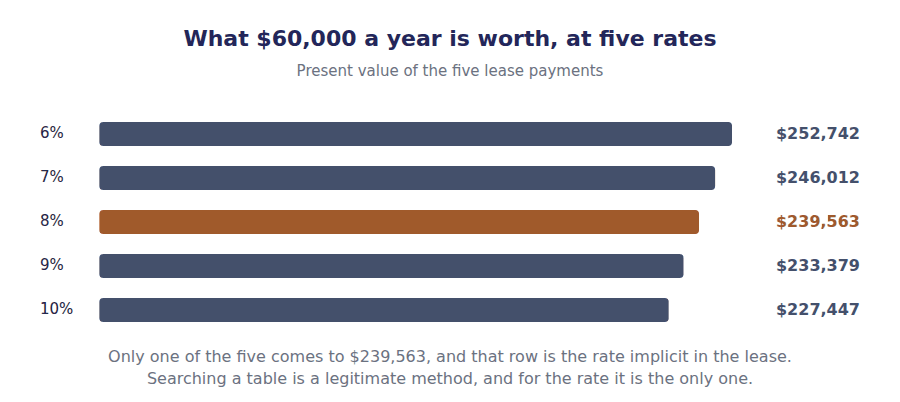 What $60,000 a year is worth, at five rates
Present value of the five lease payments
6% $252,742
7% $246,012
8% $239,563
9% $233,379
10% $227,447
Only one of the five comes to $239,563, and that row is the rate implicit in the lease.
Searching a table is a legitimate method, and for the rate it is the only one.